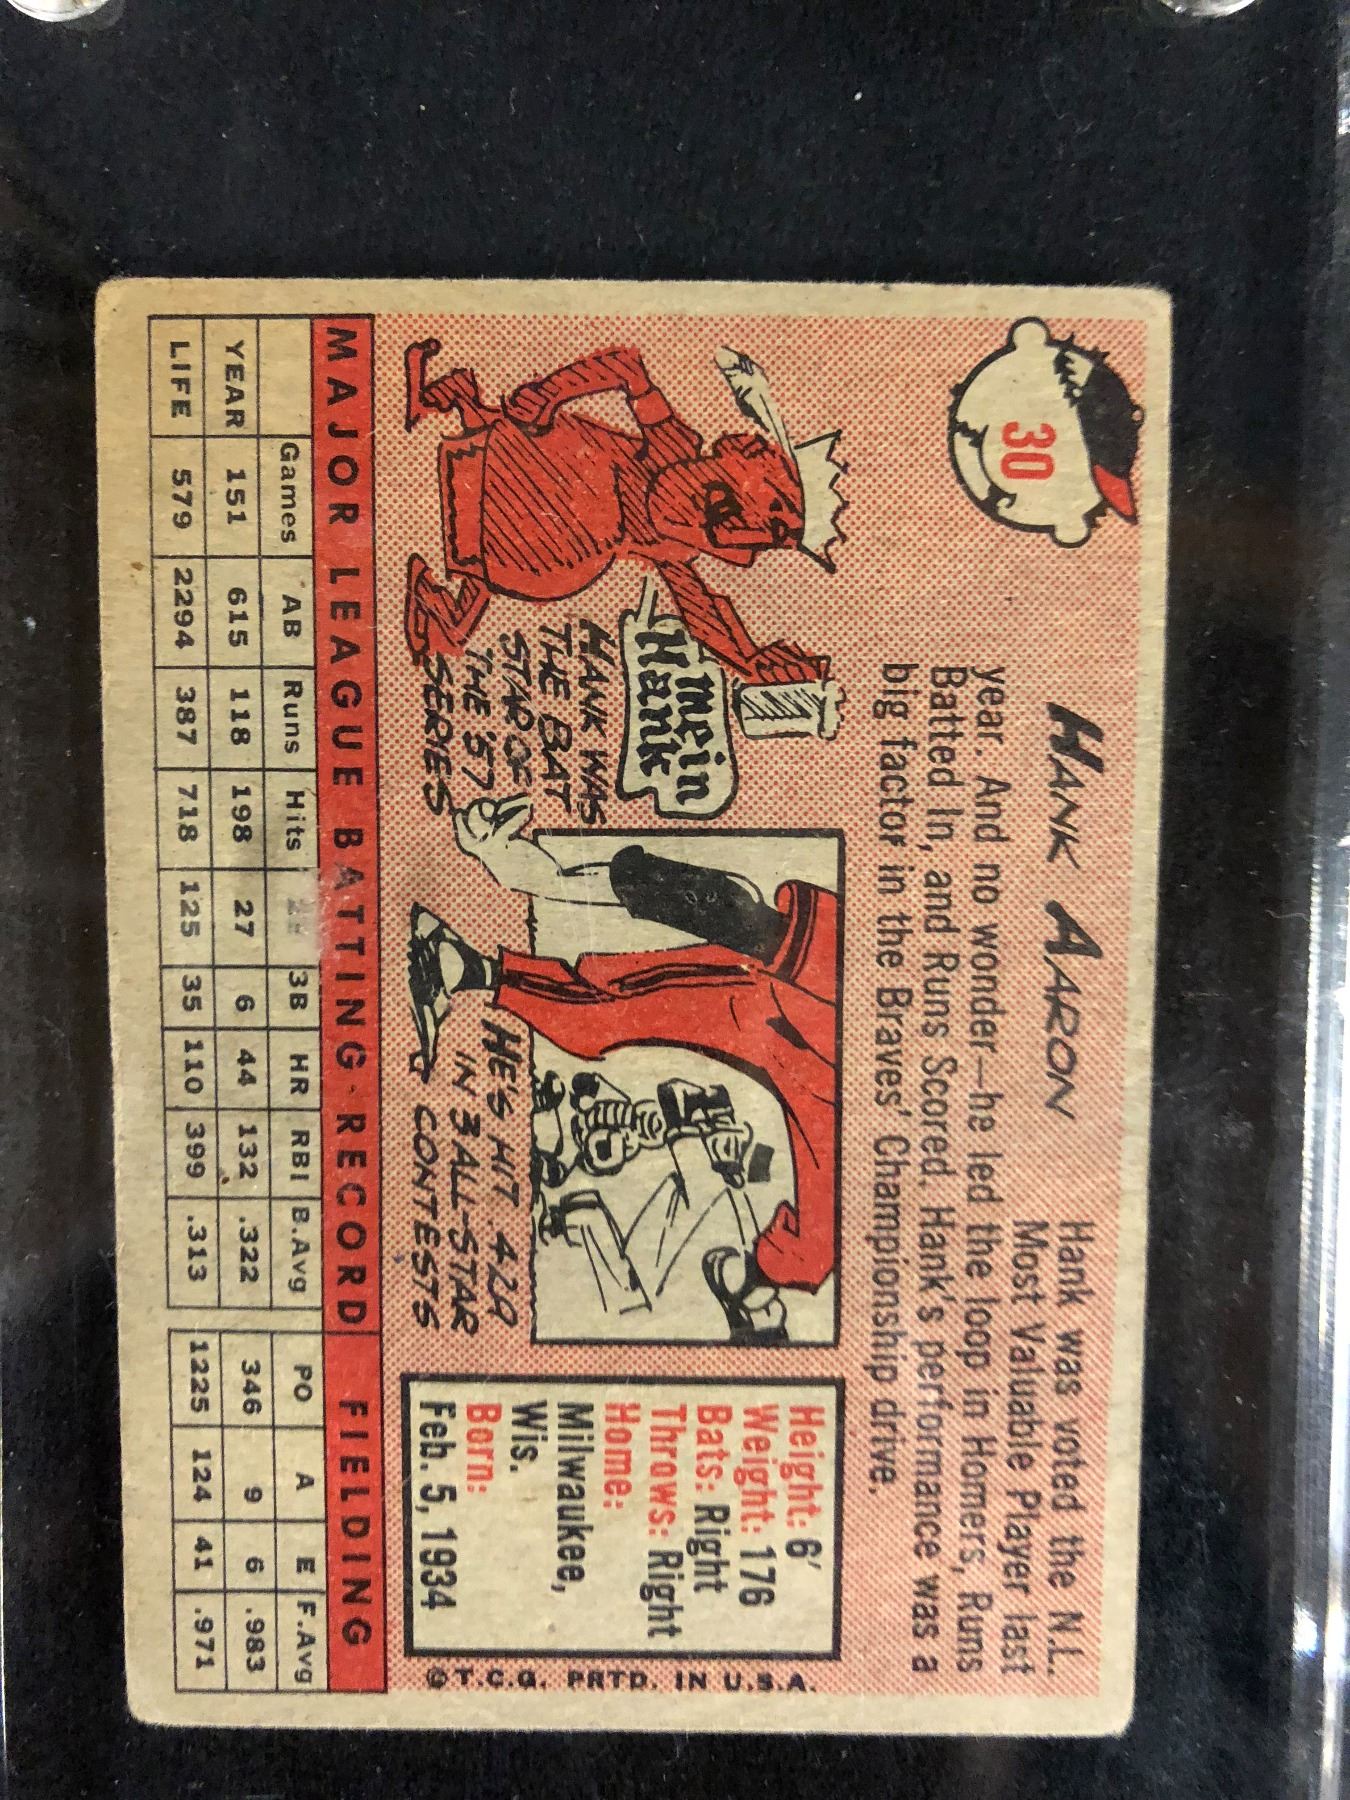 30
HANK AARON
Hank was voted the N.L.
Most Valuable Player last
year. And no wonder—he led the loop in Homers, Runs
Batted In, and Runs Scored. Hank's performance was a
big factor in the Braves' Championship drive.
mein
Hank
HANK WAS
THE BAT
STAR OF
THE '57
SERIES
HE'S HIT .429
IN 3 ALL-STAR
CONTESTS
Height: 6'
Weight: 176
Bats: Right
Throws: Right
Home:
Milwaukee,
Wis.
Born:
Feb. 5, 1934
© T.C.G. PRTD. IN U.S.A.
MAJOR LEAGUE BATTING RECORD FIELDING
Games AB Runs Hits 3B HR RBI B.Avg PO A E F.Avg
YEAR 151 615 118 198 27 6 44 132 .322 346 9 6 .983
LIFE 579 2294 387 718 125 35 110 399 .313 1225 124 41 .971